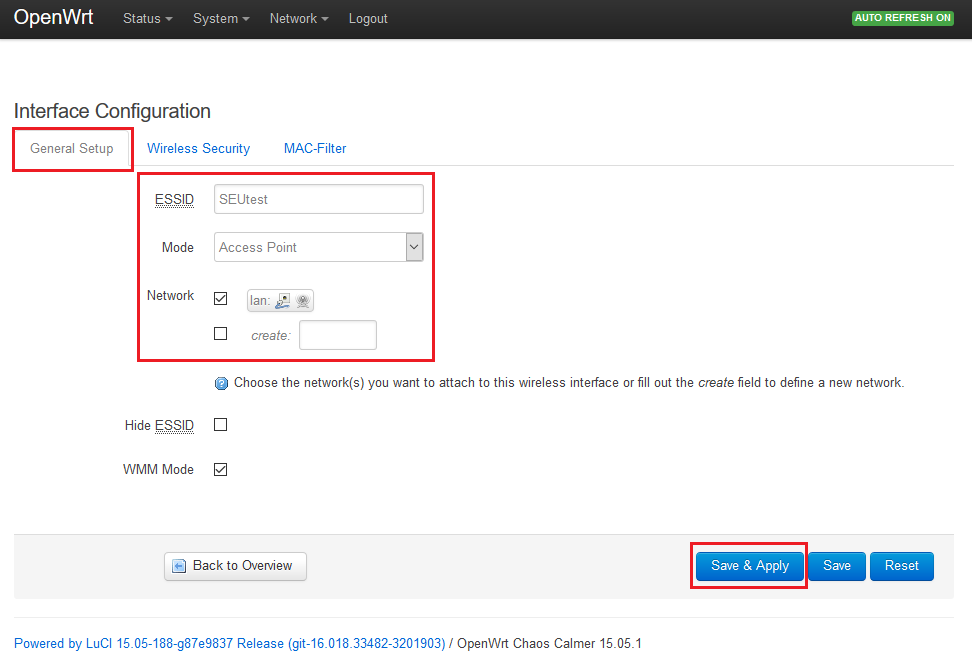 OpenWrt Status System Network Logout AUTO REFRESH ON
Interface Configuration
General Setup Wireless Security MAC-Filter
ESSID SEUtest
Mode Access Point
Network lan:
create:
Choose the network(s) you want to attach to this wireless interface or fill out the create field to define a new network.
Hide ESSID
WMM Mode
Back to Overview Save & Apply Save Reset
Powered by LuCI 15.05-188-g87e9837 Release (git-16.018.33482-3201903) / OpenWrt Chaos Calmer 15.05.1